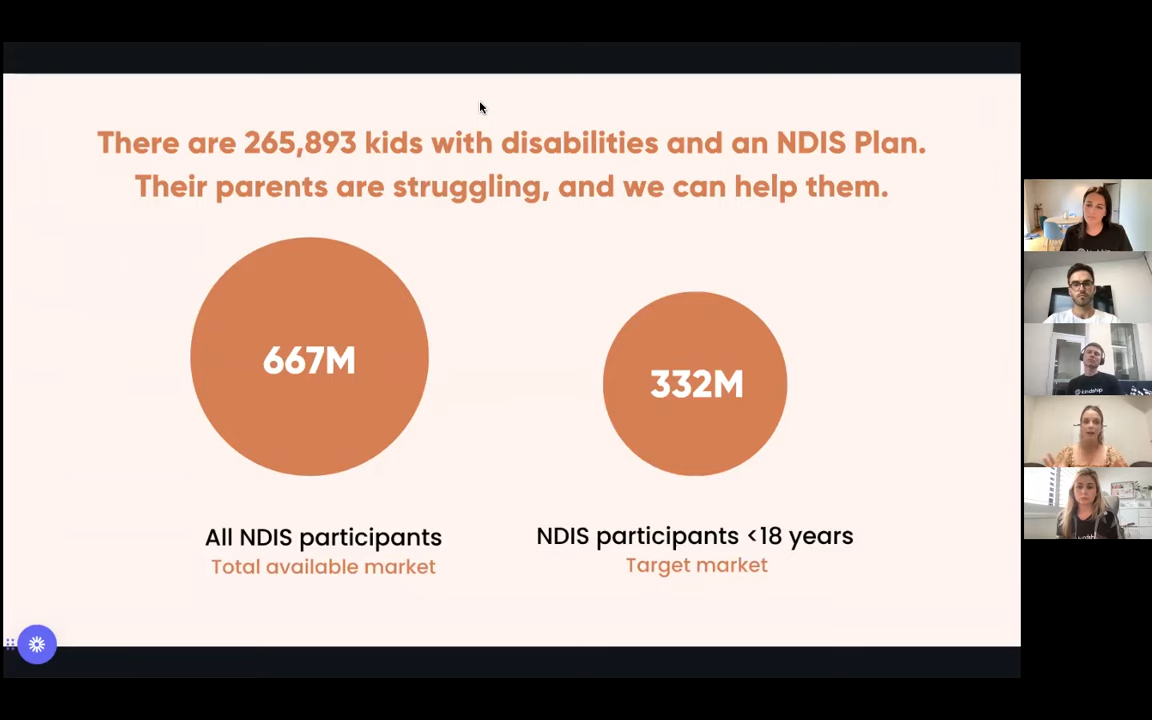 There are 265,893 kids with disabilities and an NDIS Plan.
Their parents are struggling, and we can help them.
667M
332M
All NDIS participants
Total available market
NDIS participants <18 years
Target market
kindship